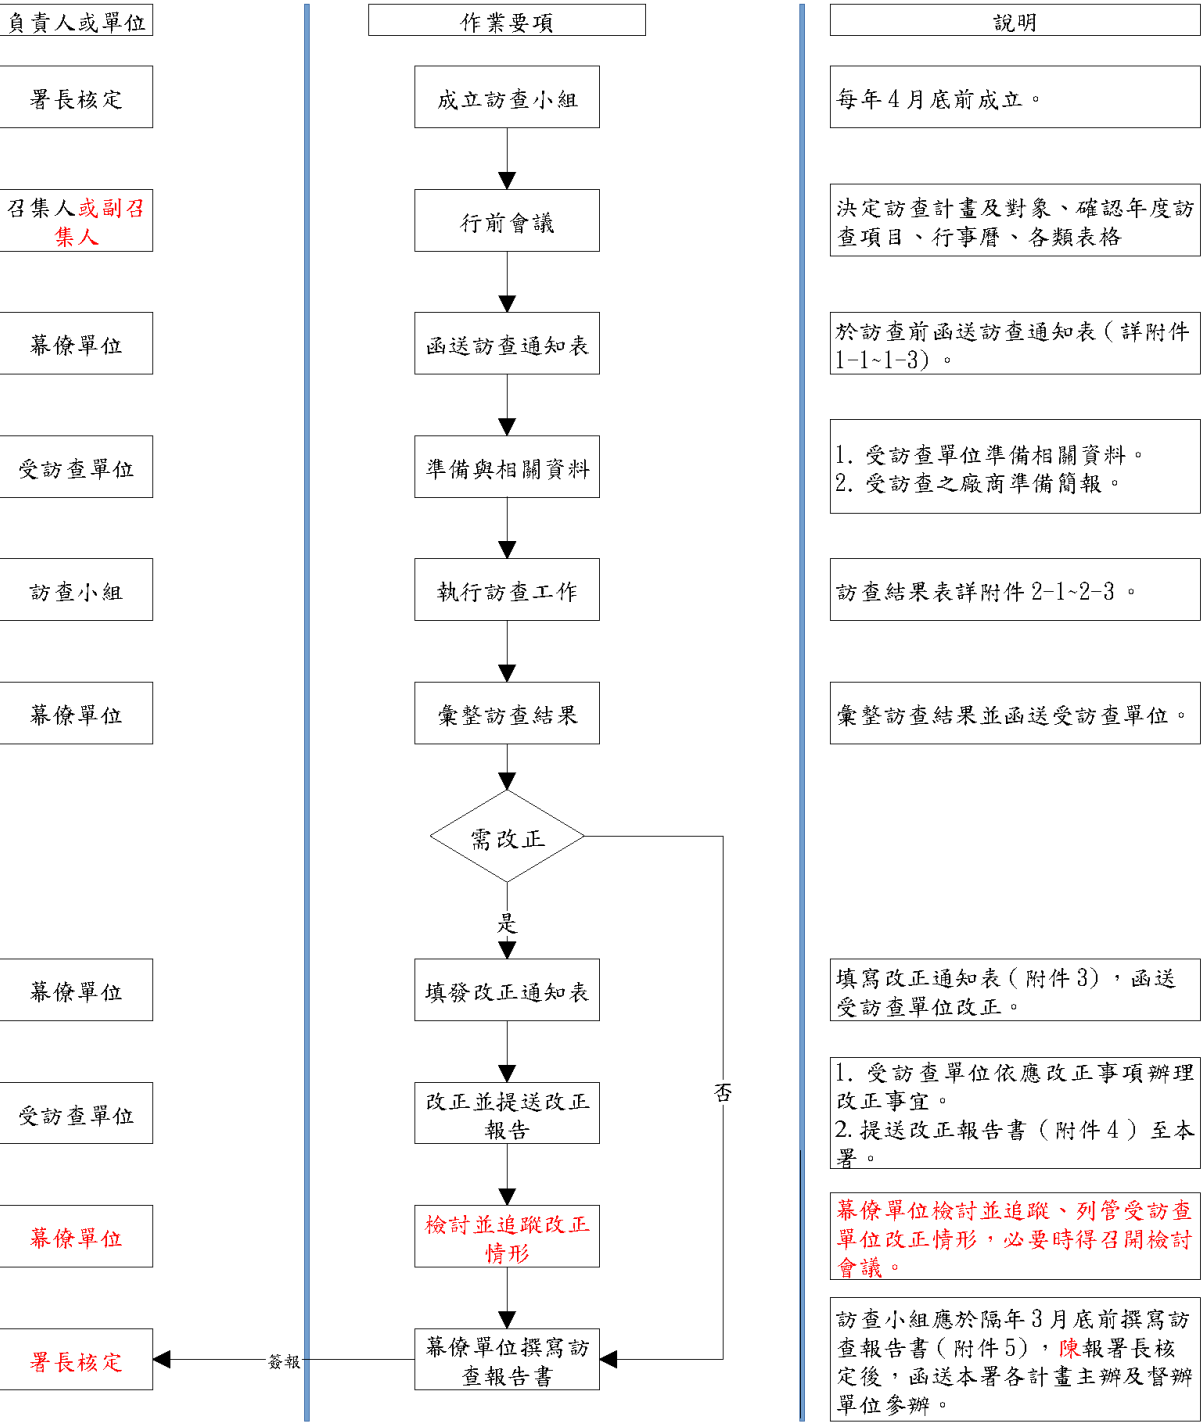 負責人或單位
作業要項
說明
署長核定
成立訪查小組
每年4月底前成立。
召集人或副召
集人
行前會議
決定訪查計畫及對象、確認年度訪
查項目、行事曆、各類表格
幕僚單位
函送訪查通知表
於訪查前函送訪查通知表(詳附件
1-1~1-3)。
受訪查單位
準備與相關資料
1. 受訪查單位準備相關資料。
2. 受訪查之廠商準備簡報。
訪查小組
執行訪查工作
訪查結果表詳附件 2-1~2-3 。
幕僚單位
彙整訪查結果
彙整訪查結果並函送受訪查單位。
需改正
是
否
幕僚單位
填發改正通知表
填寫改正通知表(附件3),函送
受訪查單位改正。
受訪查單位
改正並提送改正
報告
1. 受訪查單位依應改正事項辦理
改正事宜。
2. 提送改正報告書(附件4)至本
署。
幕僚單位
檢討並追蹤改正
情形
幕僚單位檢討並追蹤、列管受訪查
單位改正情形,必要時得召開檢討
會議。
署長核定
簽報
幕僚單位撰寫訪
查報告書
訪查小組應於隔年3月底前撰寫訪
查報告書(附件5),陳報署長核
定後,函送本署各計畫主辦及督辦
單位參辦。